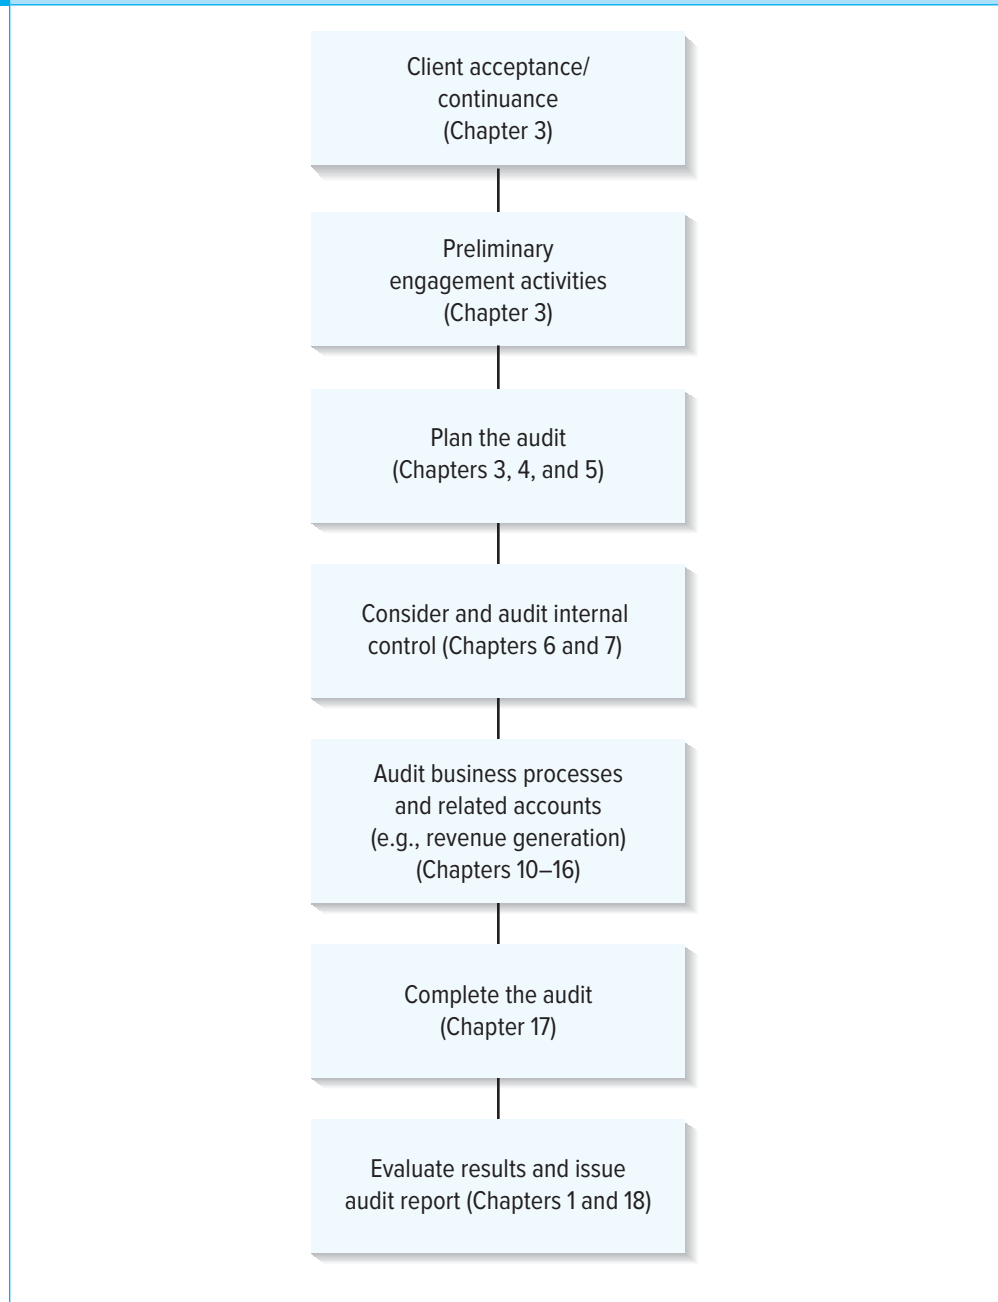 Client acceptance/
continuance
(Chapter 3)
Preliminary
engagement activities
(Chapter 3)
Plan the audit
(Chapters 3, 4, and 5)
Consider and audit internal
control (Chapters 6 and 7)
Audit business processes
and related accounts
(e.g., revenue generation)
(Chapters 10–16)
Complete the audit
(Chapter 17)
Evaluate results and issue
audit report (Chapters 1 and 18)